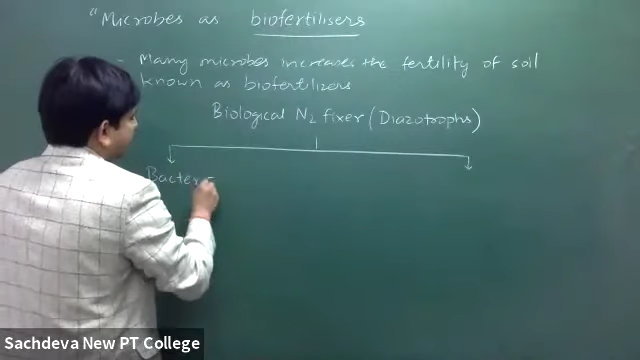 "Microbes as biofertilisers
- Many microbes increases the fertility of soil
known as biofertilizers
Biological N2 fixer (Diazotrophs)
Bacter
Sachdeva New PT College